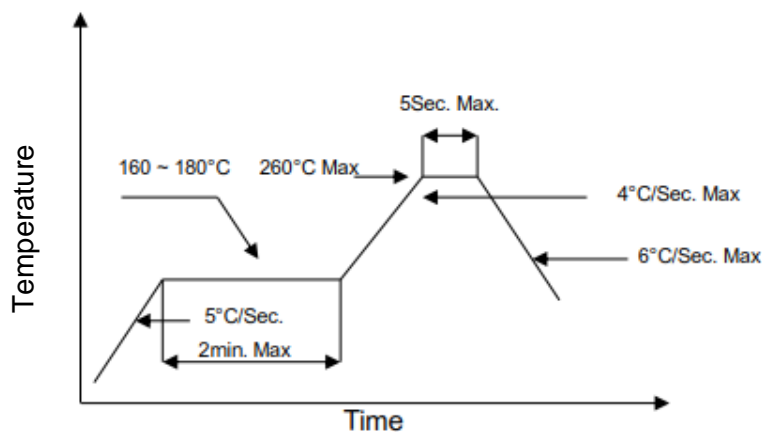 Temperature
5Sec. Max.
160 ~ 180°C
260°C Max
4°C/Sec. Max
6°C/Sec. Max
5°C/Sec.
2min. Max
Time